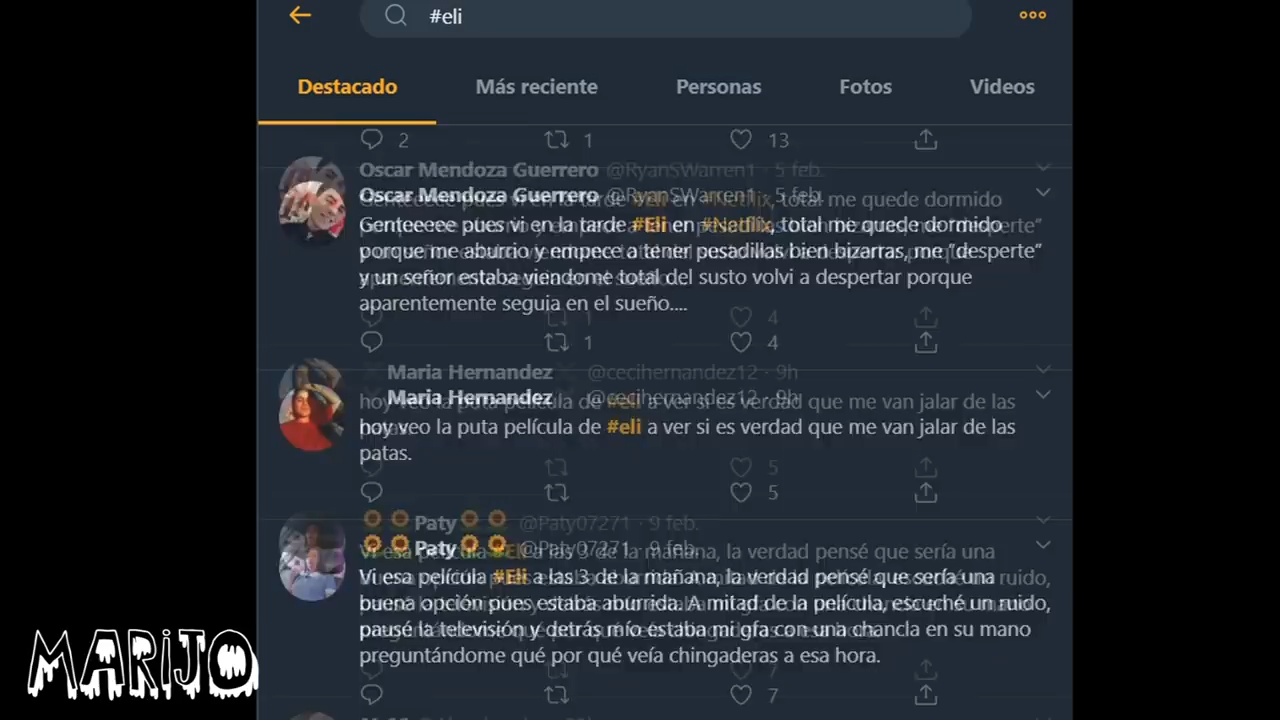 #eli
Destacado Más reciente Personas Fotos Videos
2 1 13
Oscar Mendoza Guerrero @RyanSWarren1 · 5 feb.
Genteeeee pues vi en la tarde #Eli en #Netflix, total me quede dormido
porque me aburrio y empece a tener pesadillas bien bizarras, me "desperte"
y un señor estaba viendome total del susto volvi a despertar porque
aparentemente seguia en el sueño....
1 4
Maria Hernandez @cecihernandez12 · 9h
hoy veo la puta película de #eli a ver si es verdad que me van jalar de las
patas.
5
Paty @Paty07271 · 9 feb.
Vi esa película #Eli a las 3 de la mañana, la verdad pensé que sería una
buena opción pues estaba aburrida. A mitad de la película, escuché un ruido,
pausé la televisión y detrás mío estaba mi gfa con una chancla en su mano
preguntándome qué por qué veía chingaderas a esa hora.
7
MARiJO